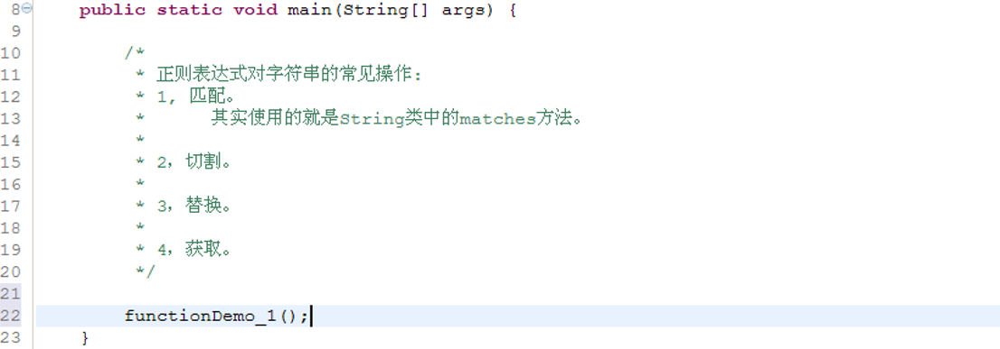 8 public static void main(String[] args) {
9
10 /*
11 * 正则表达式对字符串的常见操作：
12 * 1, 匹配。
13 * 其实使用的就是String类中的matches方法。
14 *
15 * 2，切割。
16 *
17 * 3，替换。
18 *
19 * 4，获取。
20 */
21
22 functionDemo_1();
23 }